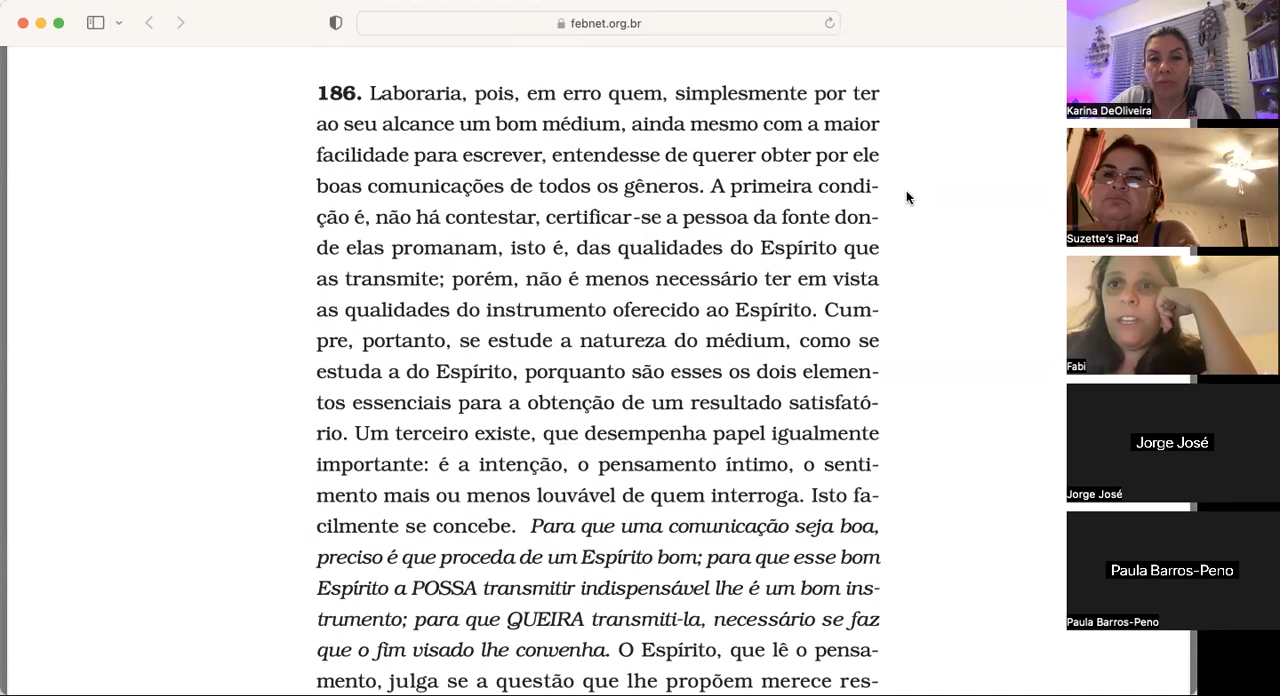 febnet.org.br
186. Laboraria, pois, em erro quem, simplesmente por ter
ao seu alcance um bom médium, ainda mesmo com a maior
facilidade para escrever, entendesse de querer obter por ele
boas comunicações de todos os gêneros. A primeira condi-
ção é, não há contestar, certificar-se a pessoa da fonte don-
de elas promanam, isto é, das qualidades do Espírito que
as transmite; porém, não é menos necessário ter em vista
as qualidades do instrumento oferecido ao Espírito. Cum-
pre, portanto, se estude a natureza do médium, como se
estuda a do Espírito, porquanto são esses os dois elemen-
tos essenciais para a obtenção de um resultado satisfató-
rio. Um terceiro existe, que desempenha papel igualmente
importante: é a intenção, o pensamento íntimo, o senti-
mento mais ou menos louvável de quem interroga. Isto fa-
cilmente se concebe. Para que uma comunicação seja boa,
preciso é que proceda de um Espírito bom; para que esse bom
Espírito a POSSA transmitir indispensável lhe é um bom ins-
trumento; para que QUEIRA transmiti-la, necessário se faz
que o fim visado lhe convenha. O Espírito, que lê o pensa-
mento, julga se a questão que lhe propõem merece res-
Karina DeOliveira
Suzette's iPad
Fabi
Jorge José
Jorge José
Paula Barros-Peno
Paula Barros-Peno